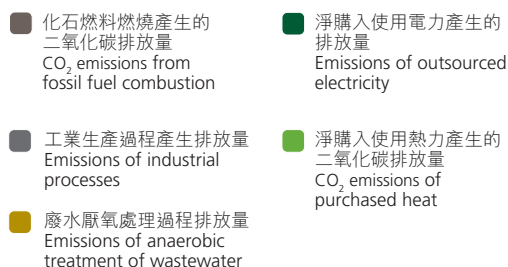 化石燃料燃燒產生的
二氧化碳排放量
CO₂ emissions from
fossil fuel combustion
淨購入使用電力產生的
排放量
Emissions of outsourced
electricity
工業生產過程產生排放量
Emissions of industrial
processes
淨購入使用熱力產生的
二氧化碳排放量
CO₂ emissions of
purchased heat
廢水厭氧處理過程排放量
Emissions of anaerobic
treatment of wastewater